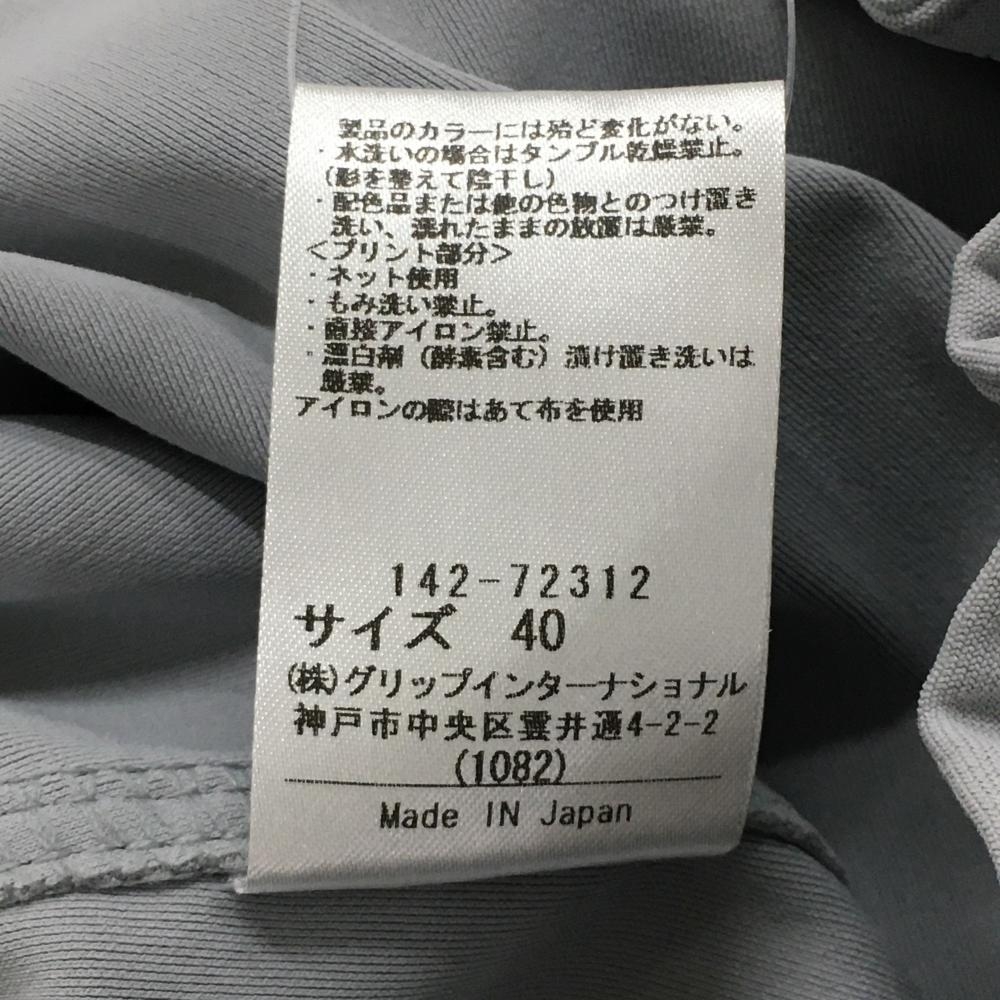 製品のカラーには殆ど変化がない。
・水洗いの場合はタンブル乾燥禁止。
(形を整えて陰干し)
・配色品または他の色物とのつけ置き
洗い、濡れたままの放置は厳禁。
＜プリント部分＞
・ネット使用
・もみ洗い禁止。
・直接アイロン禁止。
・漂白剤（酵素含む）漬け置き洗いは
厳禁。
アイロンの際はあて布を使用
142-72312
サイズ 40
(株)グリップインターナショナル
神戸市中央区雲井通4-2-2
(1082)
Made IN Japan